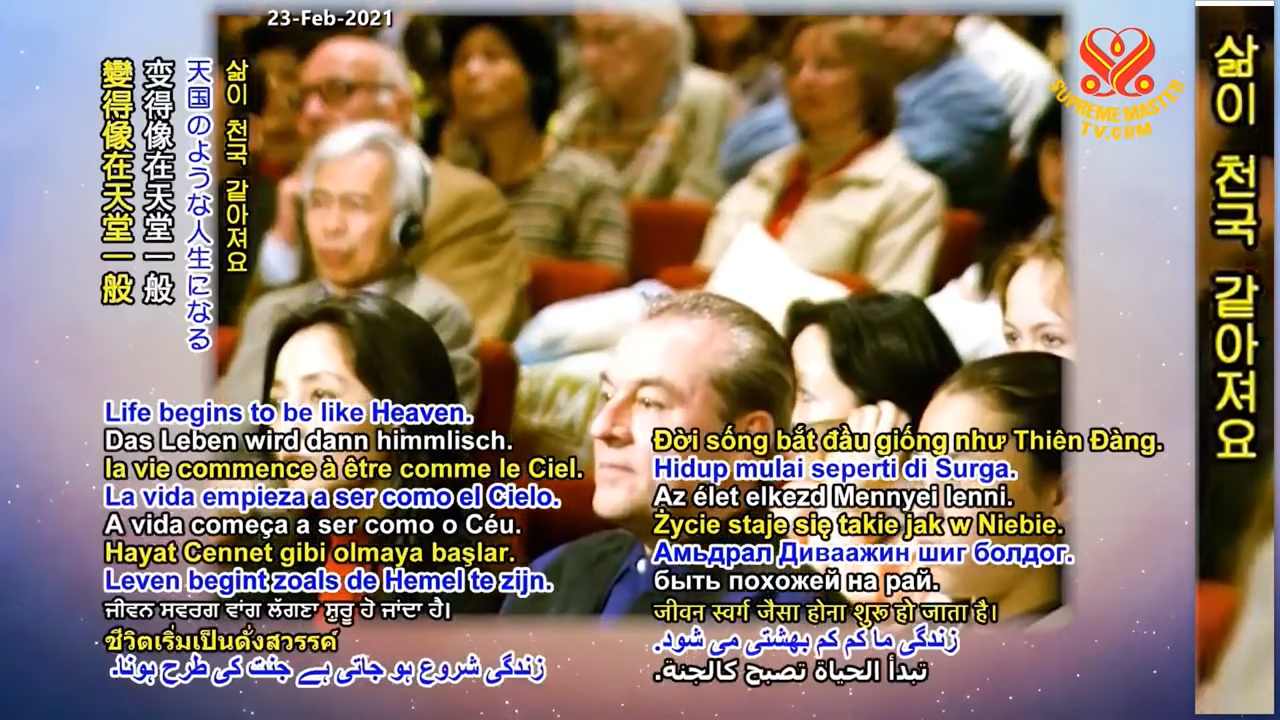 23-Feb-2021
SUPREME MASTER
TV.COM
變得像在天堂一般
变得像在天堂一般
天国のような人生になる
삶이 천국 같아져요
삶이 천국 같아져요
Life begins to be like Heaven.
Das Leben wird dann himmlisch.
la vie commence à être comme le Ciel.
La vida empieza a ser como el Cielo.
A vida começa a ser como o Céu.
Hayat Cennet gibi olmaya başlar.
Leven begint zoals de Hemel te zijn.
ਜੀਵਨ ਸਵਰਗ ਵਾਂਗ ਲੱਗਣਾ ਸ਼ੁਰੂ ਹੋ ਜਾਂਦਾ ਹੈ।
ชีวิตเริ่มเป็นดั่งสวรรค์
زندگی شروع ہو جاتی ہے جنت کی طرح ہونا۔
Đời sống bắt đầu giống như Thiên Đàng.
Hidup mulai seperti di Surga.
Az élet elkezd Mennyei lenni.
Życie staje się takie jak w Niebie.
Амьдрал Диваажин шиг болдог.
быть похожей на рай.
जीवन स्वर्ग जैसा होना शुरू हो जाता है।
زندگی ما کم کم بهشتی می شود.
تبدأ الحياة تصبح كالجنة.